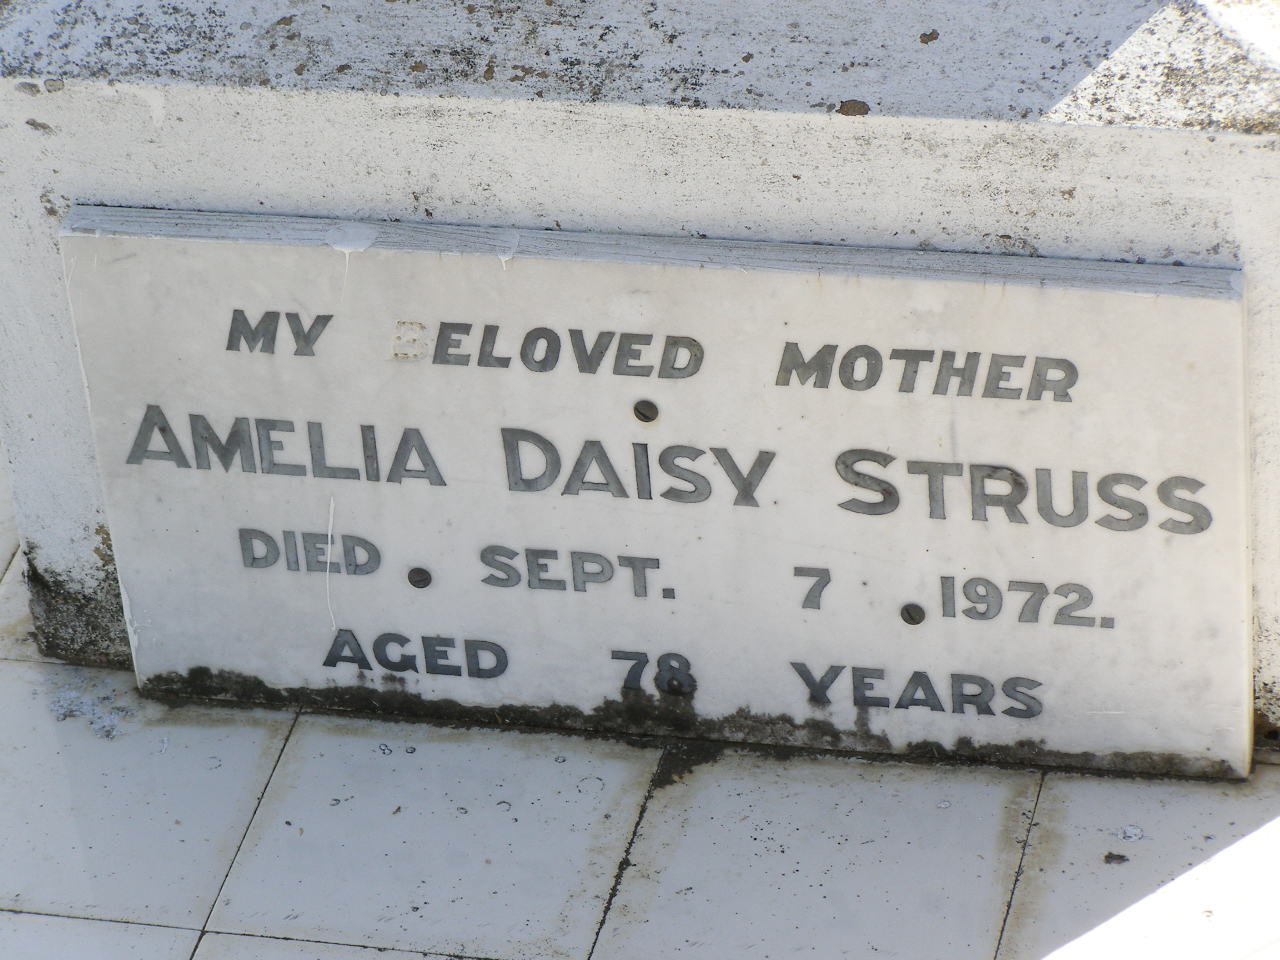 MY BELOVED MOTHER
AMELIA DAISY STRUSS
DIED SEPT. 7 1972.
AGED 78 YEARS